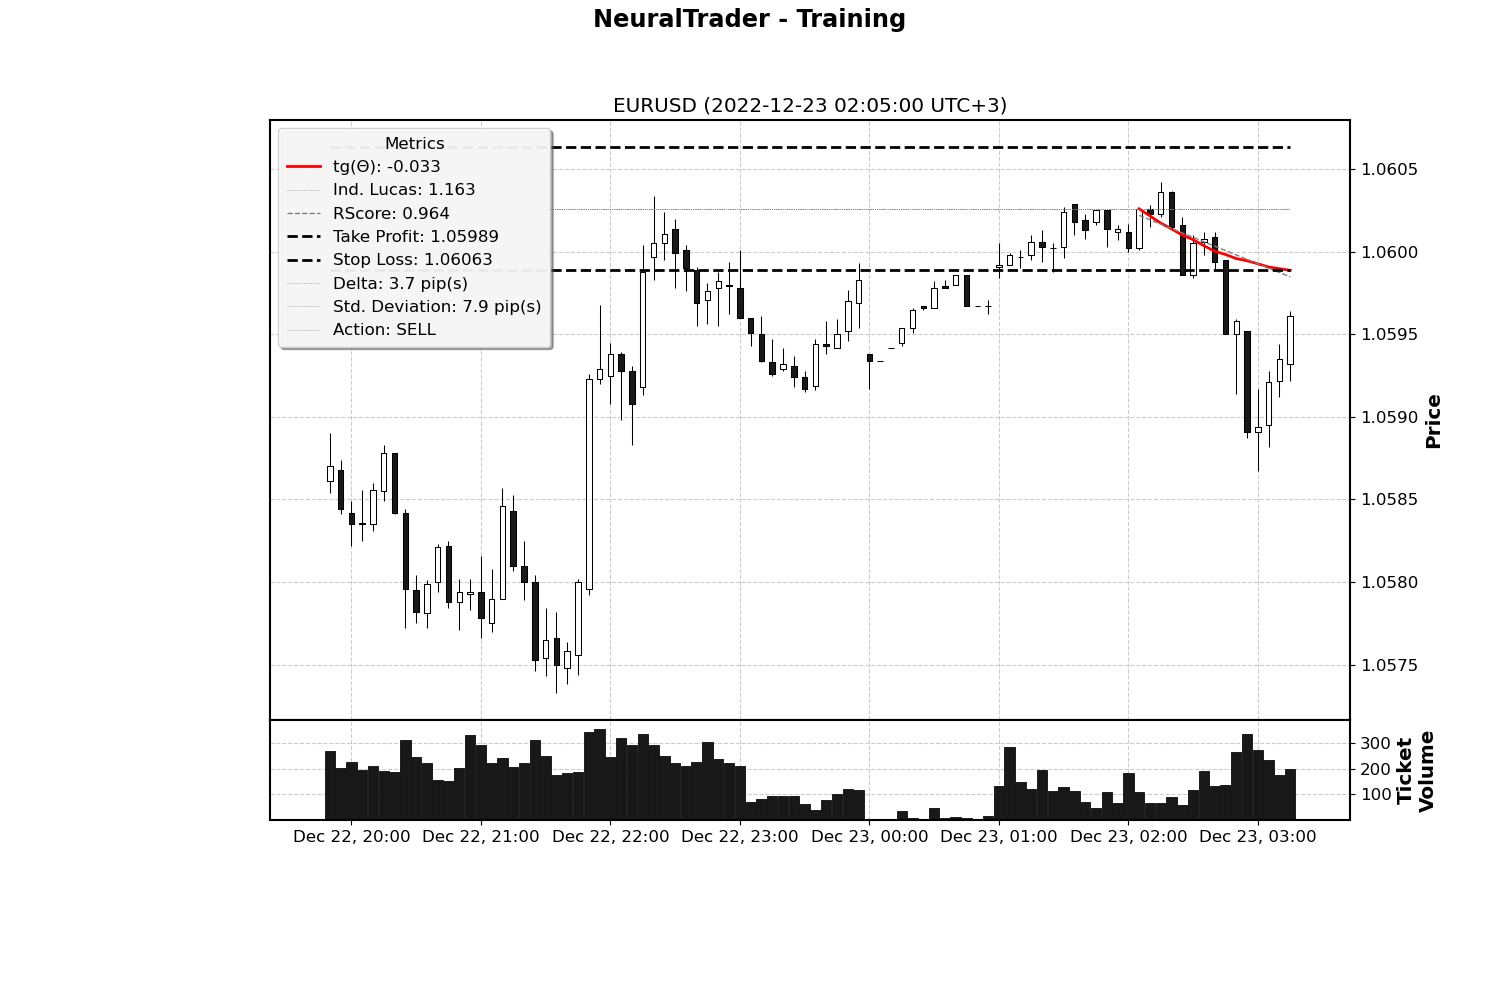 NeuralTrader - Training
EURUSD (2022-12-23 02:05:00 UTC+3)
Metrics
tg(Θ): -0.033
Ind. Lucas: 1.163
RScore: 0.964
Take Profit: 1.05989
Stop Loss: 1.06063
Delta: 3.7 pip(s)
Std. Deviation: 7.9 pip(s)
Action: SELL
1.0605
1.0600
1.0595
1.0590
1.0585
1.0580
1.0575
Price
300
200
100
Ticket
Volume
Dec 22, 20:00
Dec 22, 21:00
Dec 22, 22:00
Dec 22, 23:00
Dec 23, 00:00
Dec 23, 01:00
Dec 23, 02:00
Dec 23, 03:00